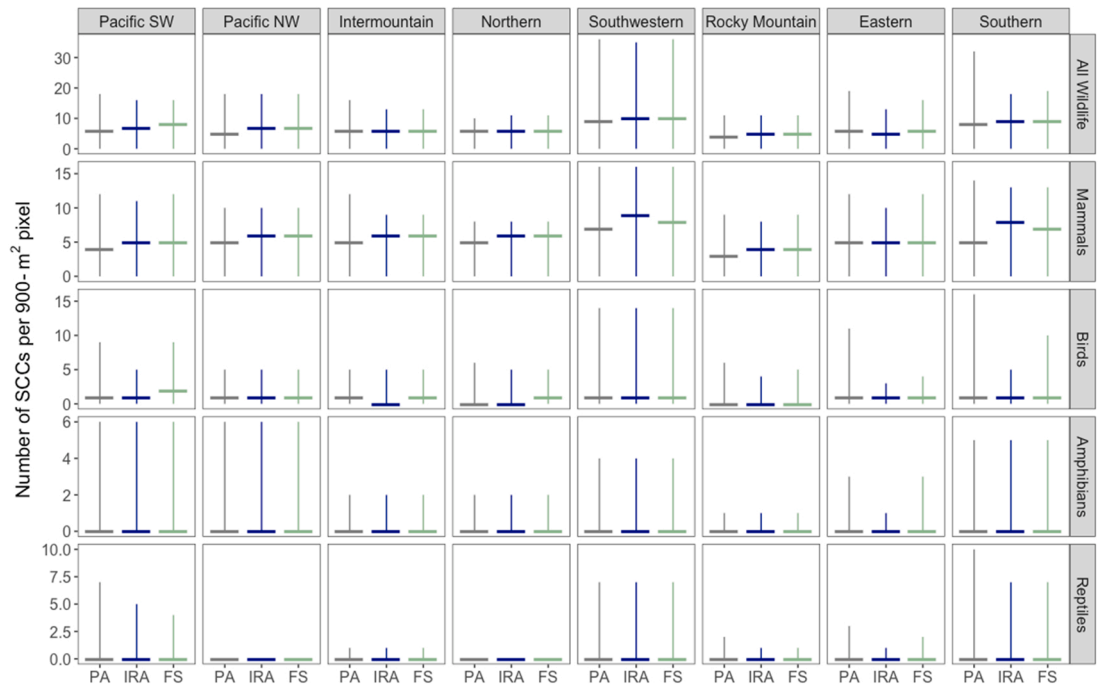 Pacific SW Pacific NW Intermountain Northern Southwestern Rocky Mountain Eastern Southern
Number of SCCs per 900- m² pixel
30
20
10
0
All Wildlife
15
10
5
0
Mammals
15
10
5
0
Birds
6
4
2
0
Amphibians
10.0
7.5
5.0
2.5
0.0
Reptiles
PA IRA FS PA IRA FS PA IRA FS PA IRA FS PA IRA FS PA IRA FS PA IRA FS PA IRA FS